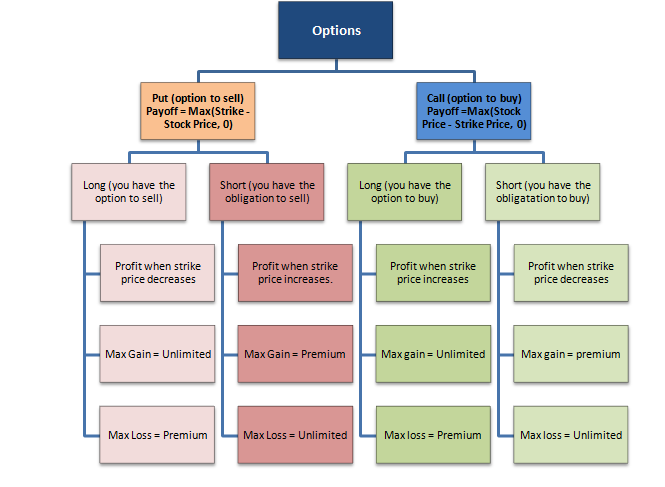 Options
Put (option to sell)
Payoff = Max(Strike -
Stock Price, 0)
Call (option to buy)
Payoff =Max(Stock
Price - Strike Price, 0)
Long (you have the
option to sell)
Short (you have the
obligation to sell)
Long (you have the
option to buy)
Short (you have the
obligatation to buy)
Profit when strike
price decreases
Profit when strike
price increases.
Profit when strike
price increases
Profit when strike
price decreases
Max Gain = Unlimited
Max Gain = Premium
Max gain = Unlimited
Max gain = premium
Max Loss = Premium
Max Loss = Unlimited
Max loss = Premium
Max loss = Unlimited